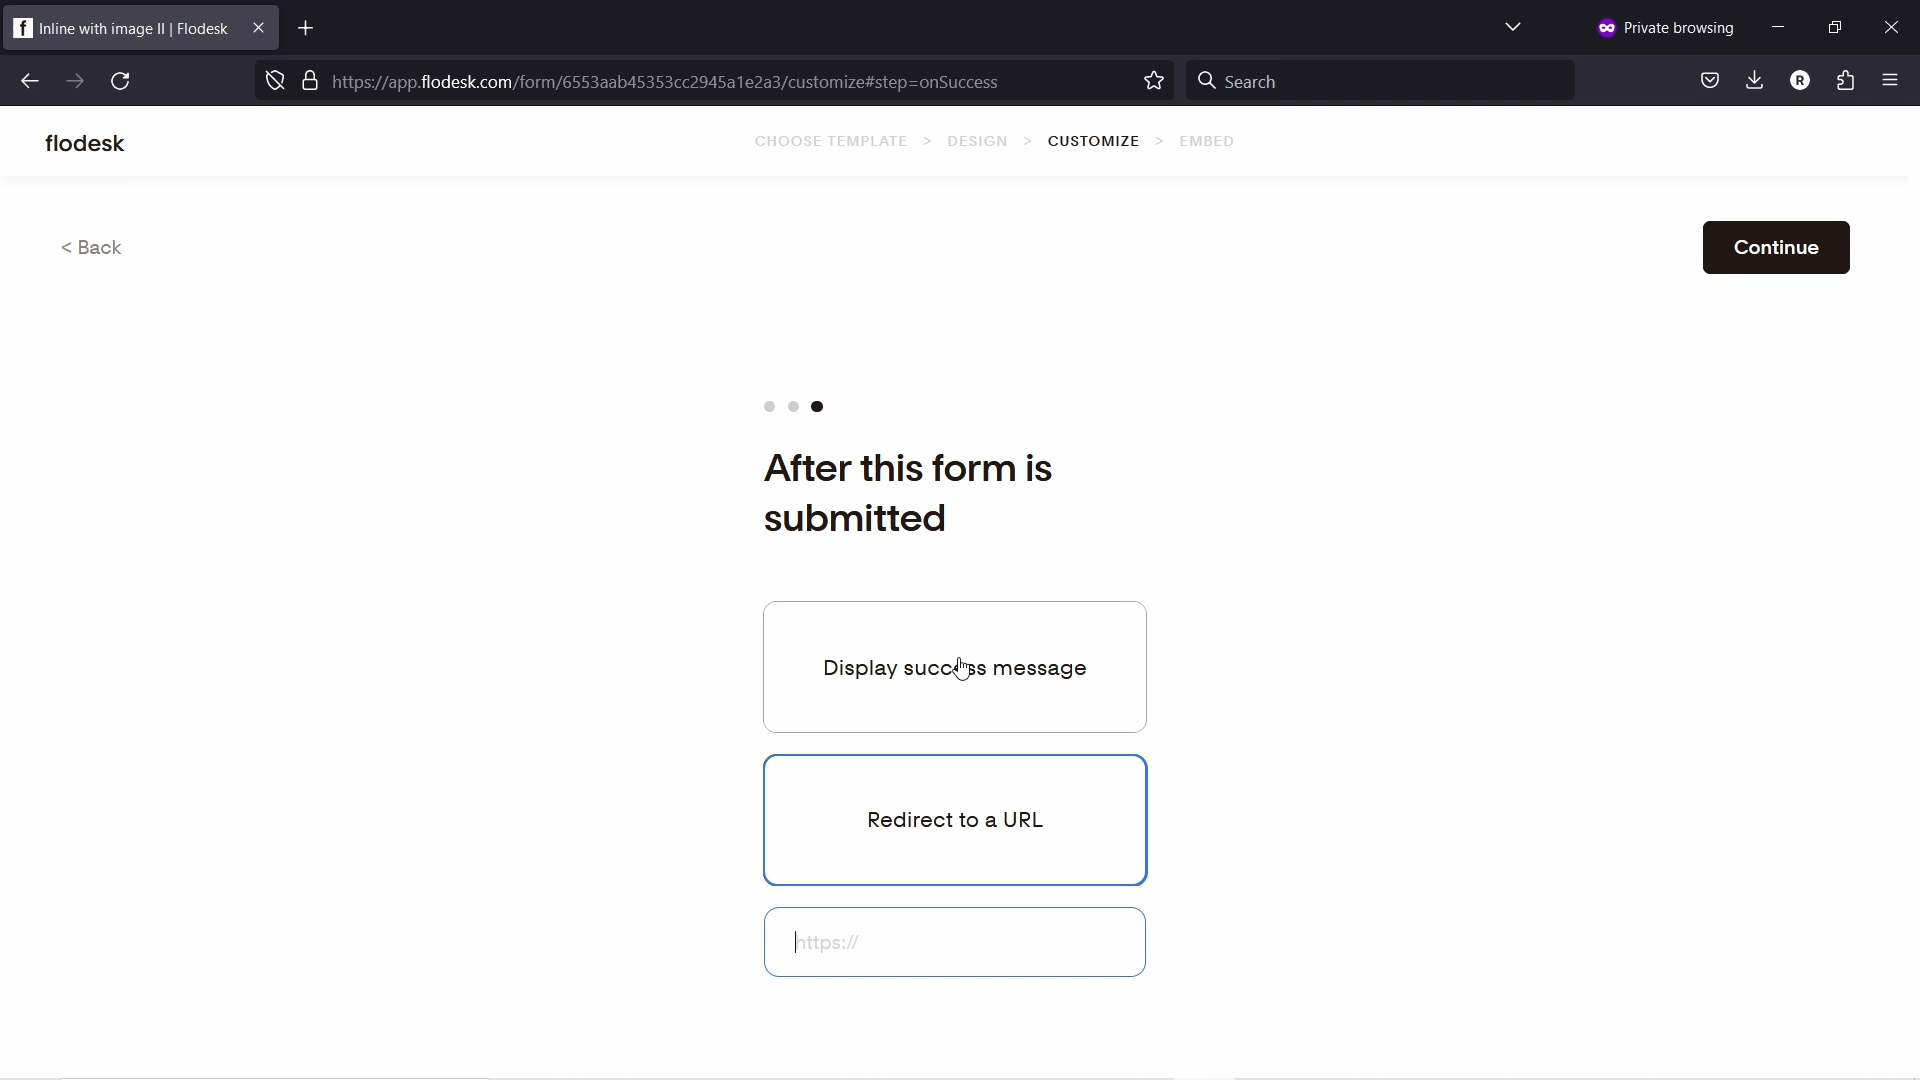 Inline with image II | Flodesk
Private browsing
https://app.flodesk.com/form/6553aab45353cc2945a1e2a3/customize#step=onSuccess
Search
R
flodesk
CHOOSE TEMPLATE > DESIGN > CUSTOMIZE > EMBED
< Back
Continue
After this form is
submitted
Display success message
Redirect to a URL
https://